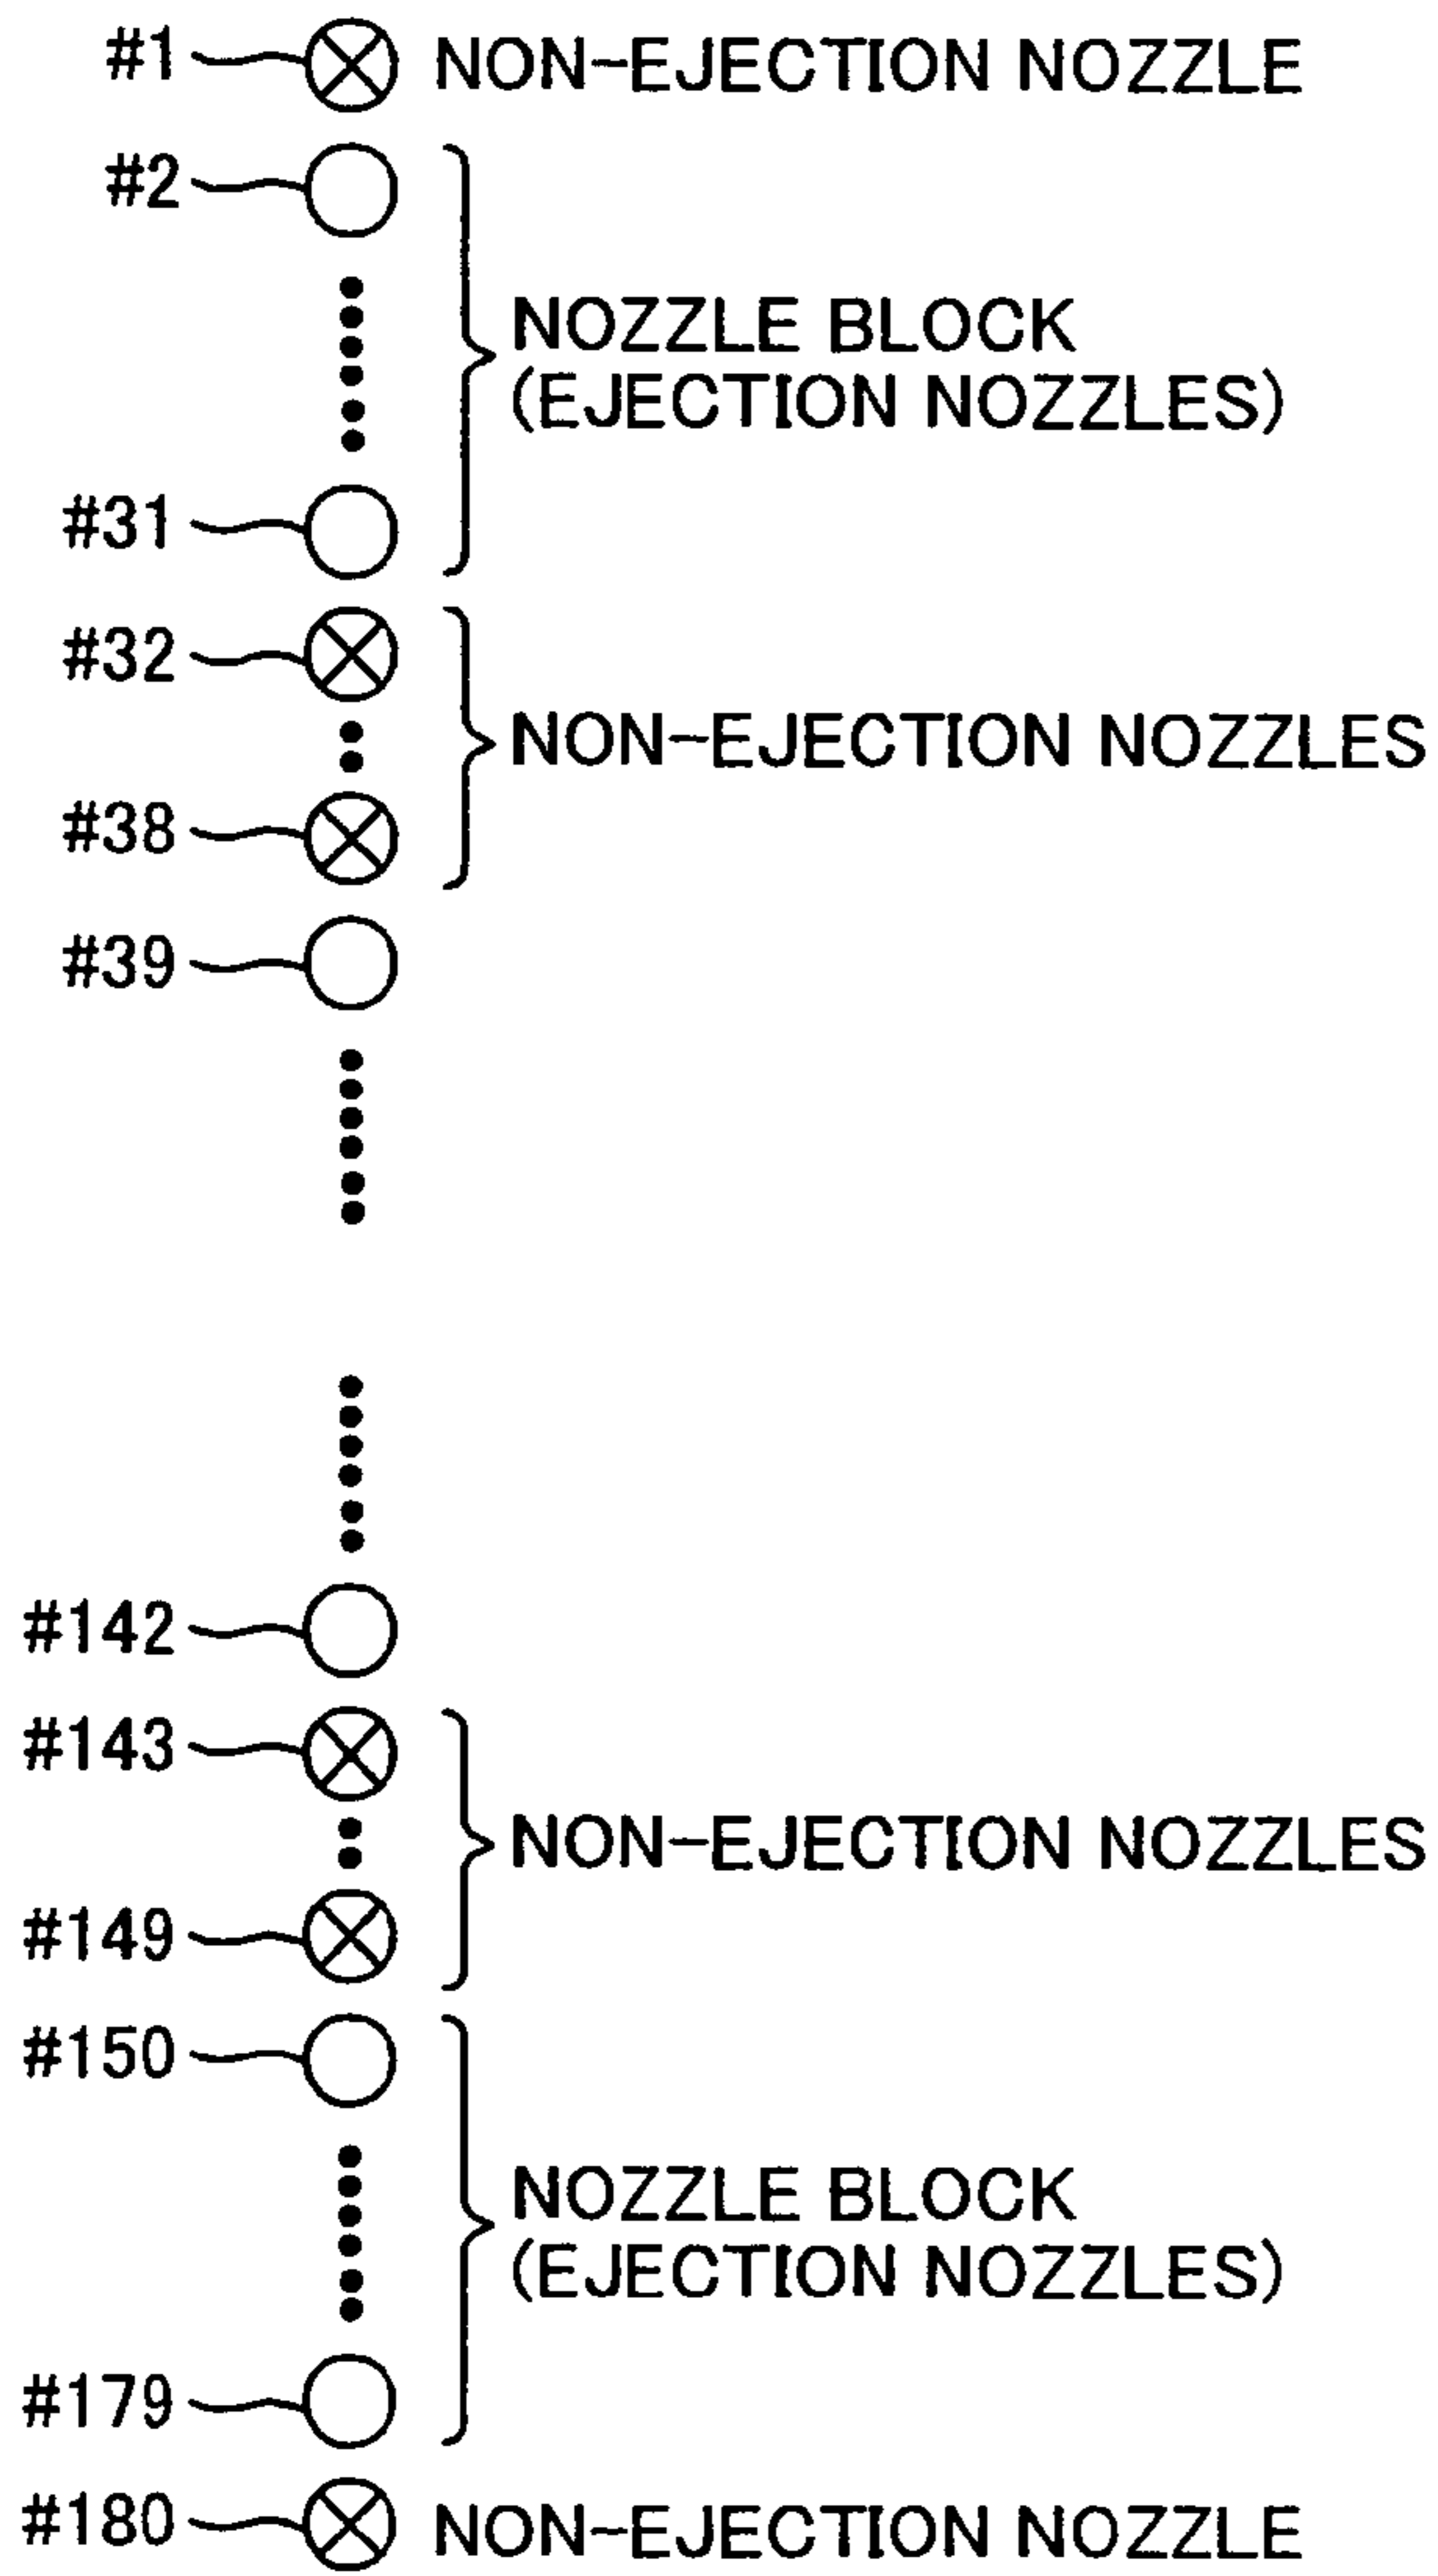 #1 NON-EJECTION NOZZLE
#2
NOZZLE BLOCK
(EJECTION NOZZLES)
#31
#32
NON-EJECTION NOZZLES
#38
#39
#142
#143
NON-EJECTION NOZZLES
#149
#150
NOZZLE BLOCK
(EJECTION NOZZLES)
#179
#180 NON-EJECTION NOZZLE